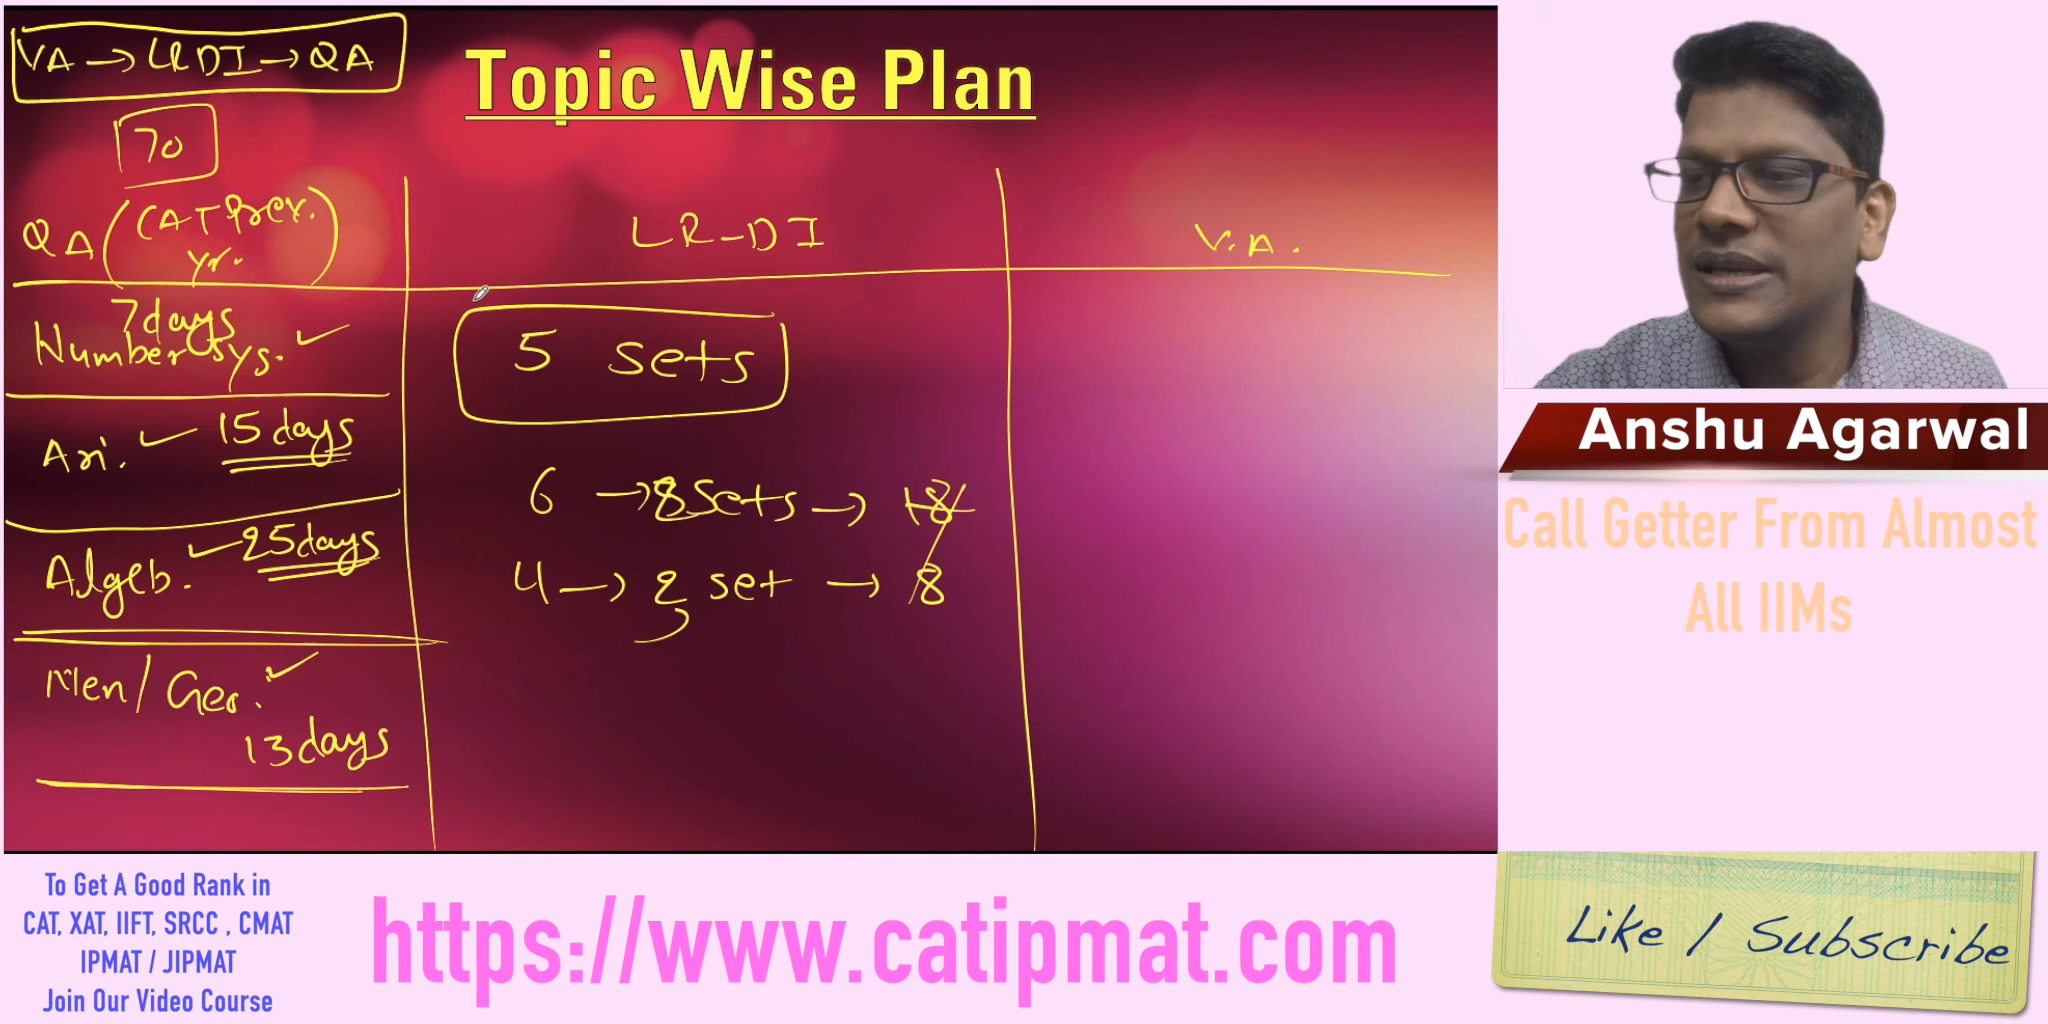 VA → LRDI → QA
Topic Wise Plan
70
QA (CAT Prev. yr.)
LR-DI
V.A.
7days
Number sys. ✓
5 sets
Ari. ✓ 15 days
6 → 8 Sets → 18
Algeb. ✓ 25days
4 → set → 8
Men / Geo. ✓
13 days
Anshu Agarwal
Call Getter From Almost
All IIMs
To Get A Good Rank in
CAT, XAT, IIFT, SRCC , CMAT
IPMAT / JIPMAT
Join Our Video Course
https://www.catipmat.com
Like / Subscribe